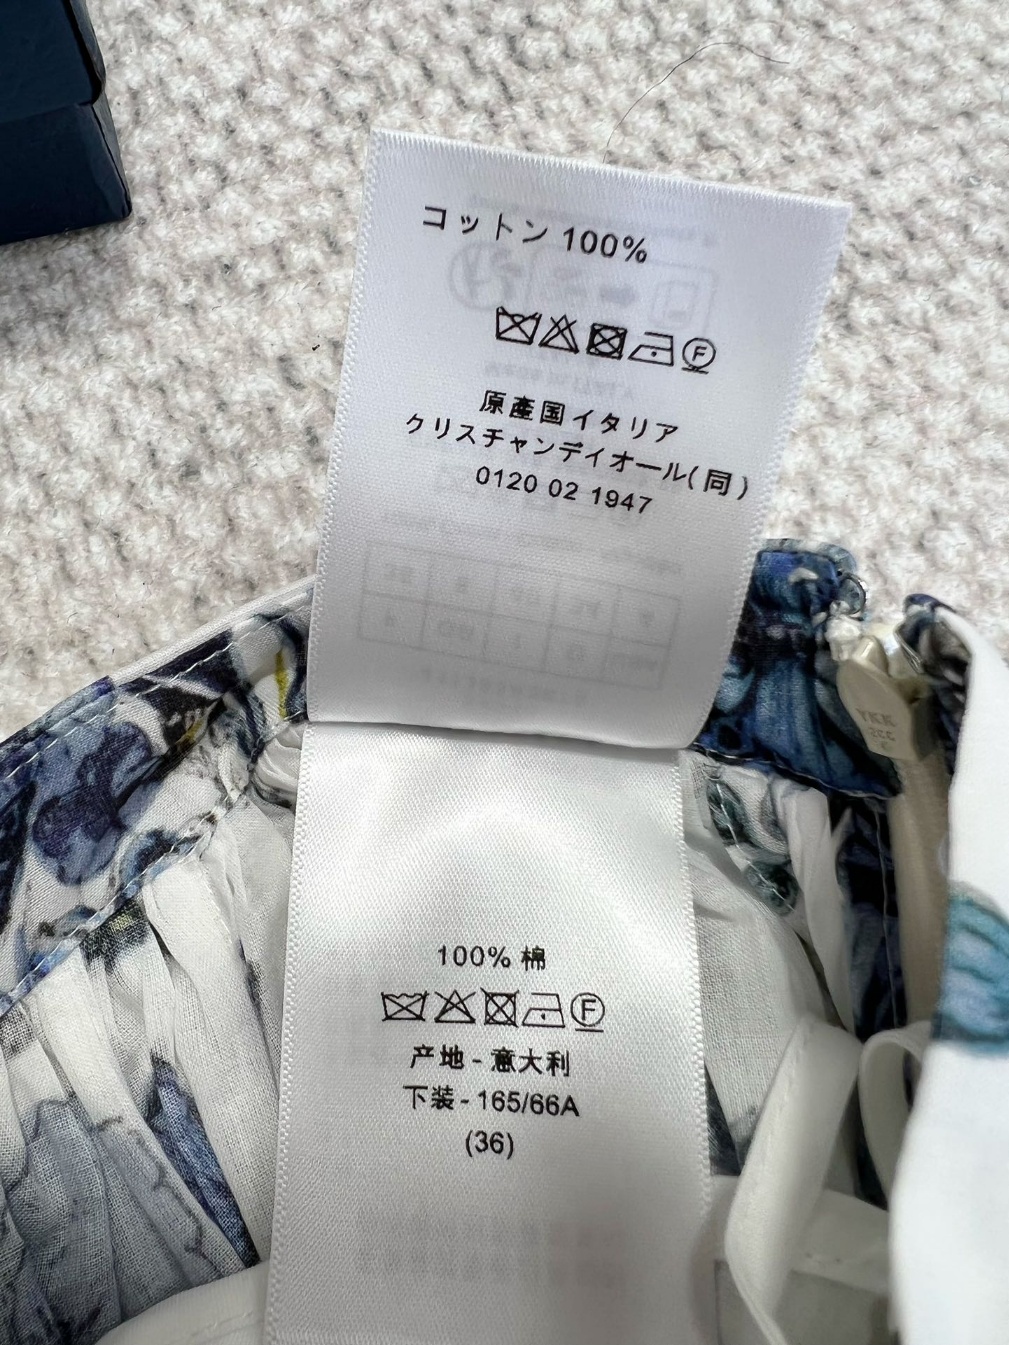 コットン 100%
F
原產国イタリア
クリスチャンディオール(同)
0120 02 1947
YKK
100% 棉
F
产地 - 意大利
下装 - 165/66A
(36)